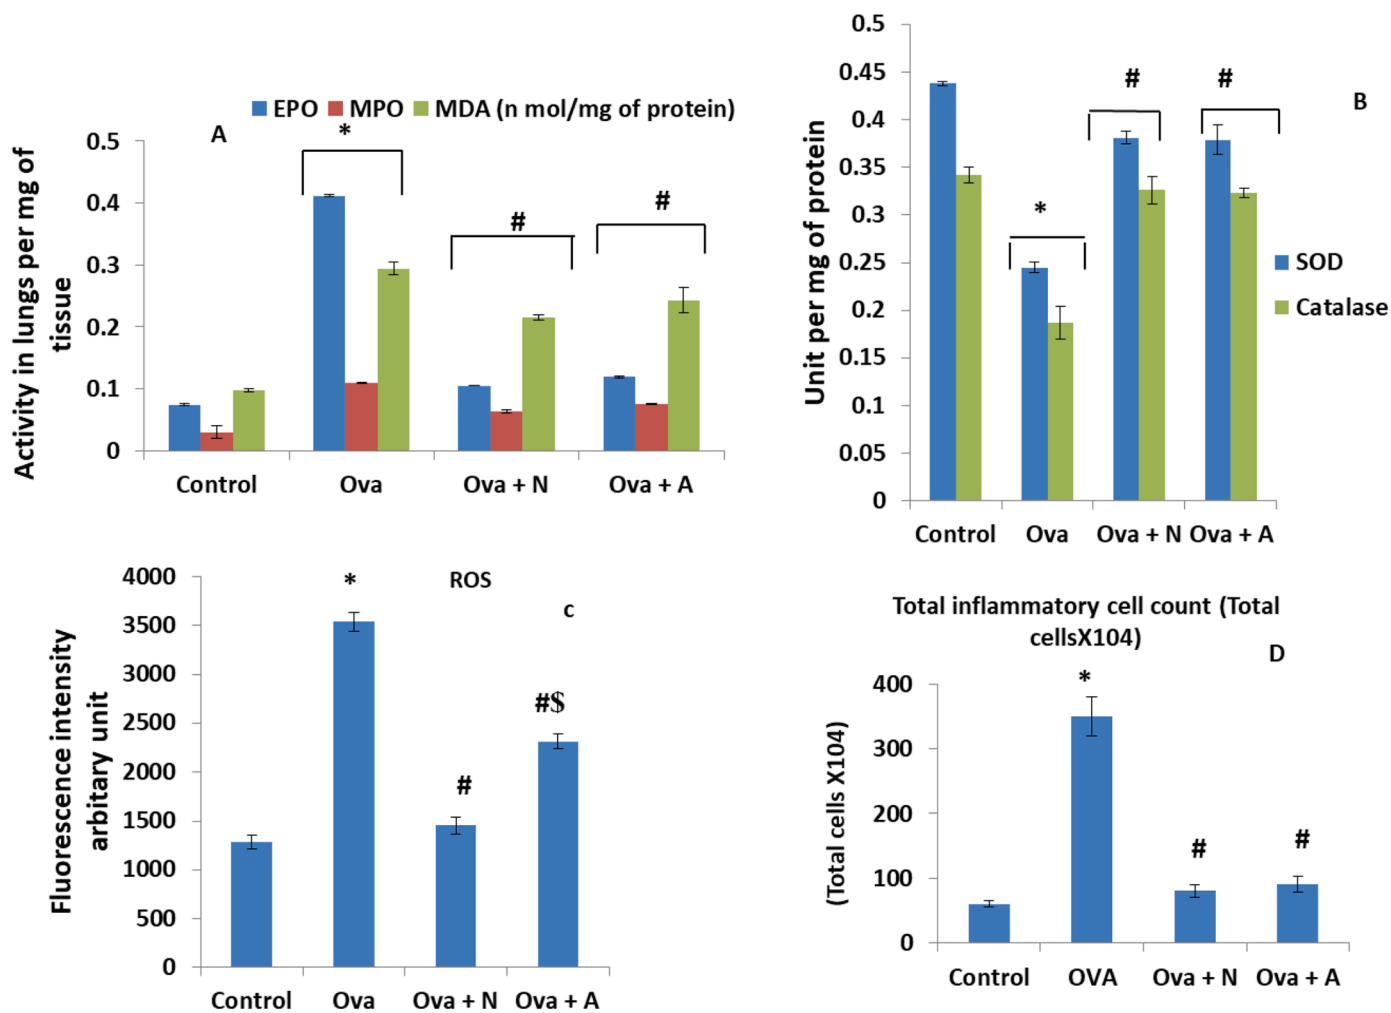 EPO MPO MDA (n mol/mg of protein)
A
*
#
#
0.5
0.4
0.3
0.2
0.1
0
Activity in lungs per mg of
tissue
Control Ova Ova + N Ova + A
B
#
#
*
0.5
0.45
0.4
0.35
0.3
0.25
0.2
0.15
0.1
0.05
0
Unit per mg of protein
SOD
Catalase
Control Ova Ova + N Ova + A
ROS
c
*
#$
#
4000
3500
3000
2500
2000
1500
1000
500
0
Fluorescence intensity
arbitary unit
Control Ova Ova + N Ova + A
Total inflammatory cell count (Total
cellsX104)
D
*
#
#
400
300
200
100
0
(Total cells X104)
Control OVA Ova + N Ova + A